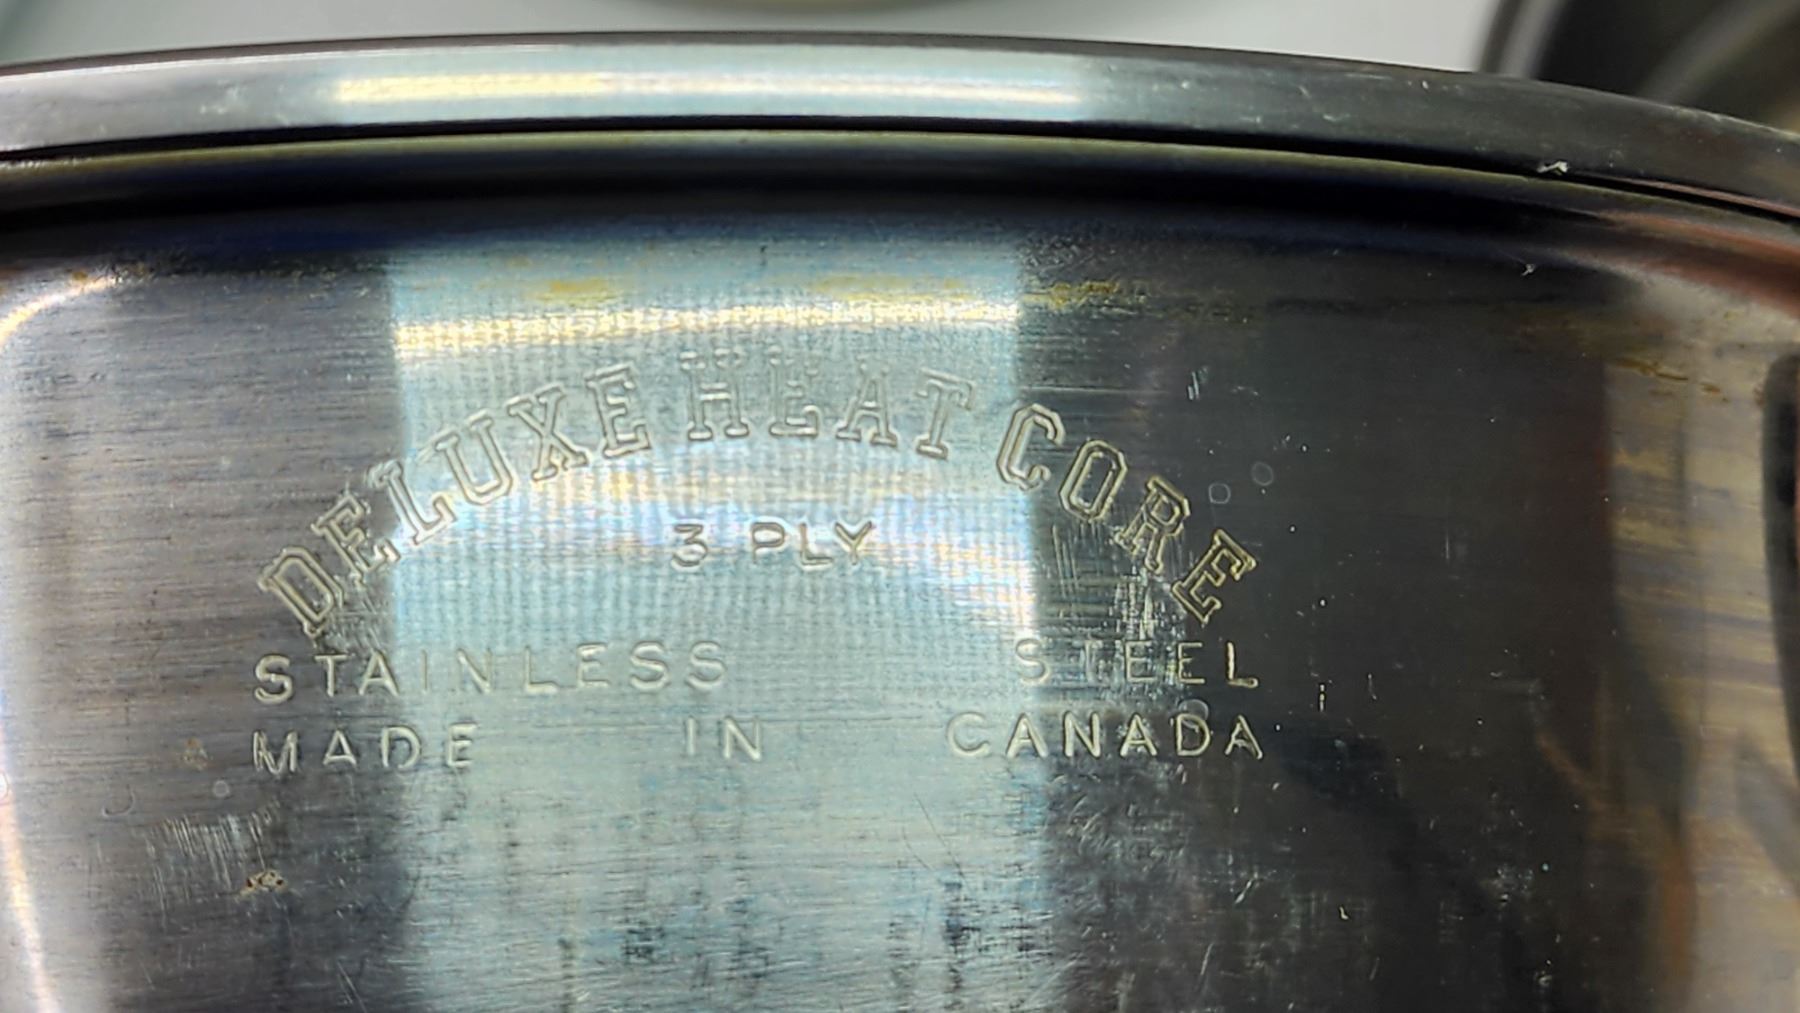 DELUXE HEAT CORE
3 PLY
STAINLESS STEEL
MADE IN CANADA